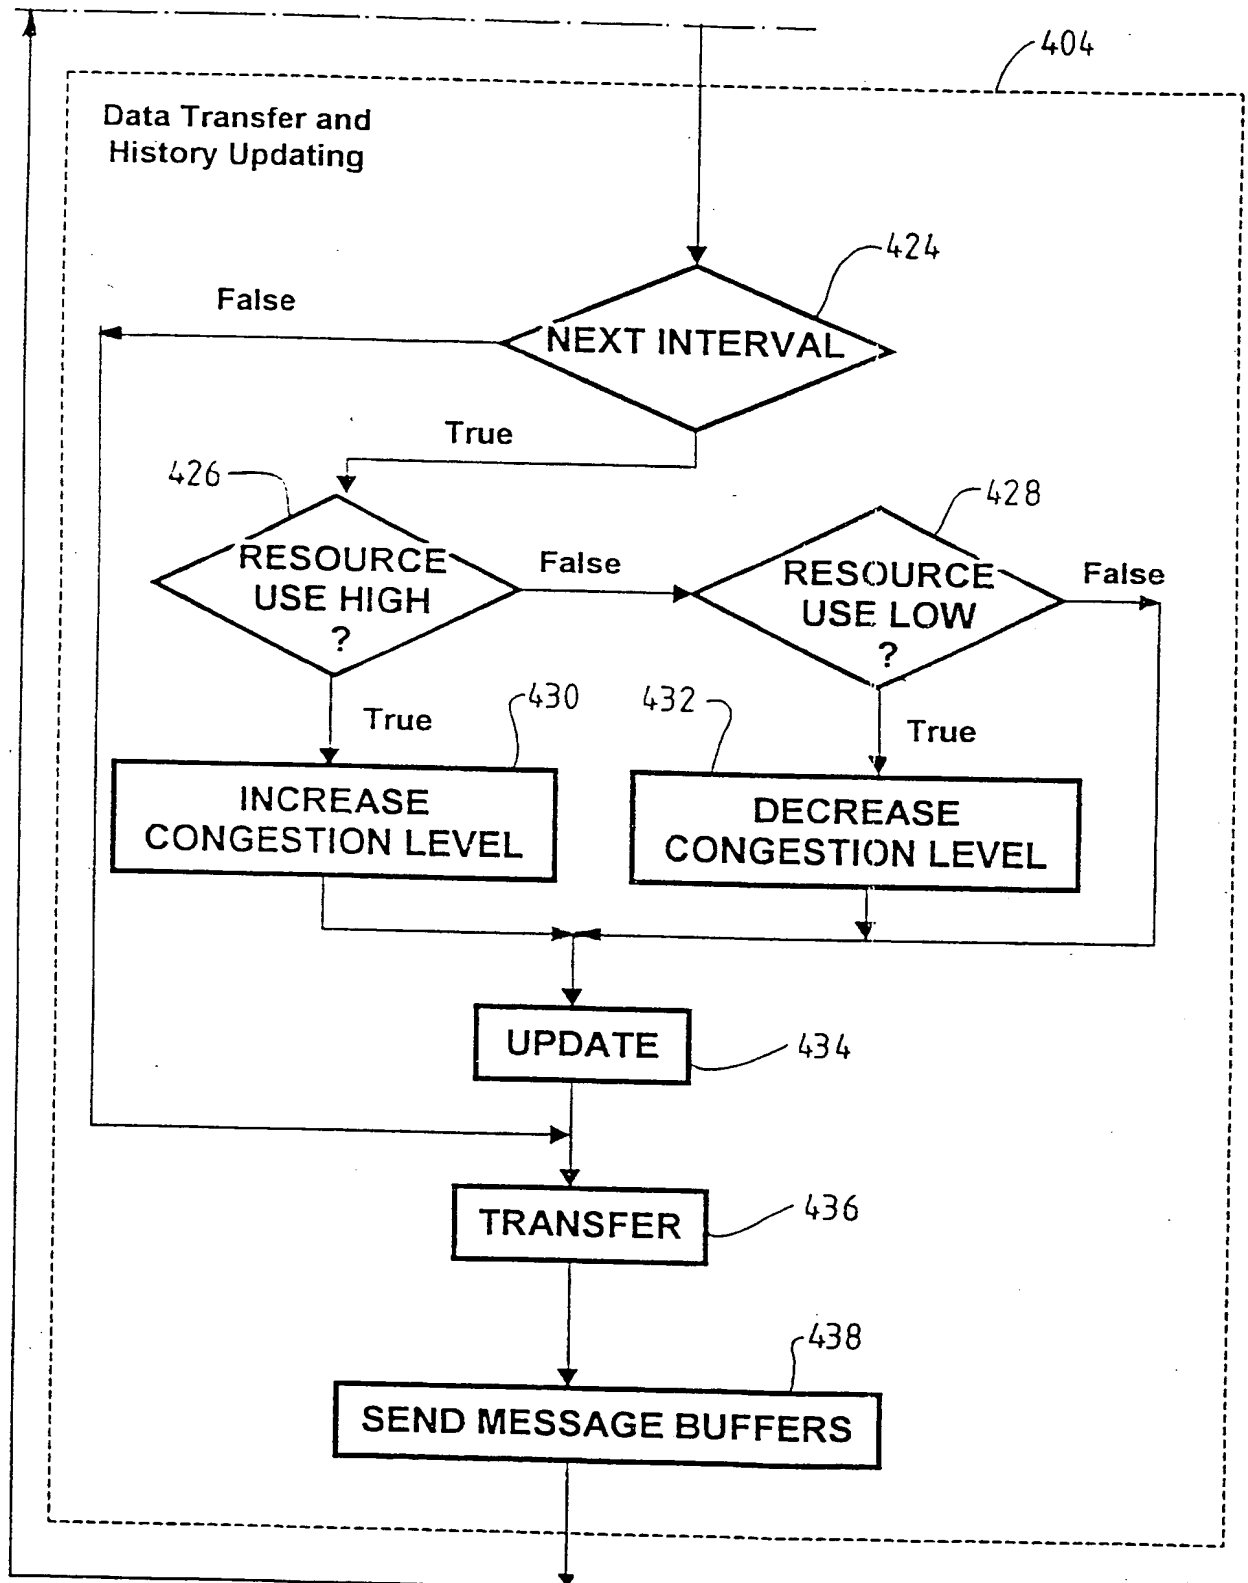 404
Data Transfer and
History Updating
424
False
NEXT INTERVAL
True
426
428
RESOURCE
USE HIGH
?
False
RESOURCE
USE LOW
?
False
430
432
True
True
INCREASE
CONGESTION LEVEL
DECREASE
CONGESTION LEVEL
UPDATE
434
TRANSFER
436
438
SEND MESSAGE BUFFERS